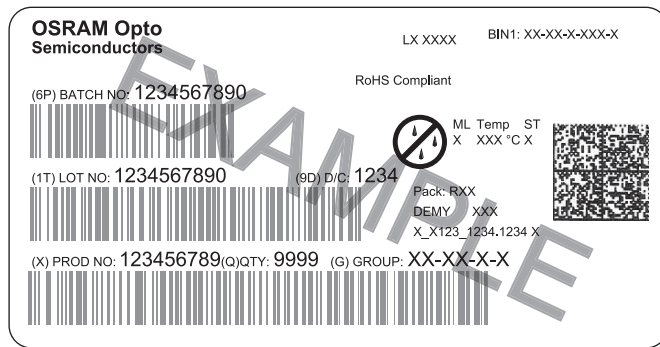 OSRAM Opto
Semiconductors
LX XXXX
BIN1: XX-XX-X-XXX-X
RoHS Compliant
(6P) BATCH NO: 1234567890
ML Temp ST
X XXX °C X
(1T) LOT NO: 1234567890 (9D) D/C: 1234
Pack: RXX
DEMY XXX
X_X123_1234.1234 X
(X) PROD NO: 123456789(Q)QTY: 9999 (G) GROUP: XX-XX-X-X
EXAMPLE